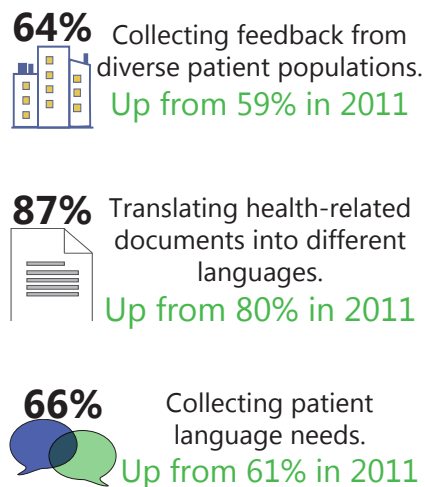 64%
Collecting feedback from
diverse patient populations.
Up from 59% in 2011
87%
Translating health-related
documents into different
languages.
Up from 80% in 2011
66%
Collecting patient
language needs.
Up from 61% in 2011